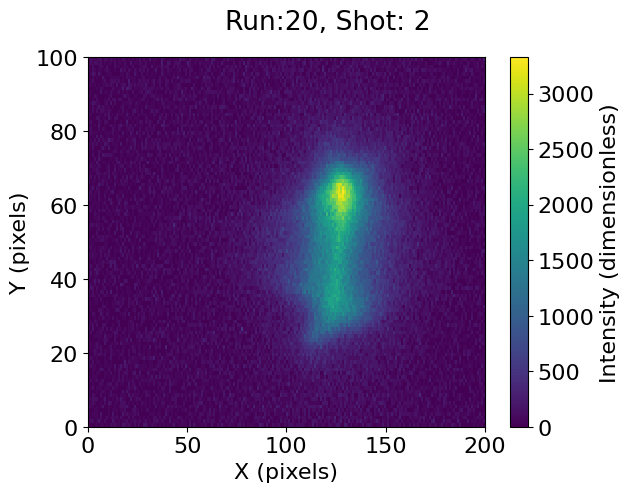 Run:20, Shot: 2
100
80
60
40
20
0
Y (pixels)
0 50 100 150 200
X (pixels)
3000
2500
2000
1500
1000
500
0
Intensity (dimensionless)